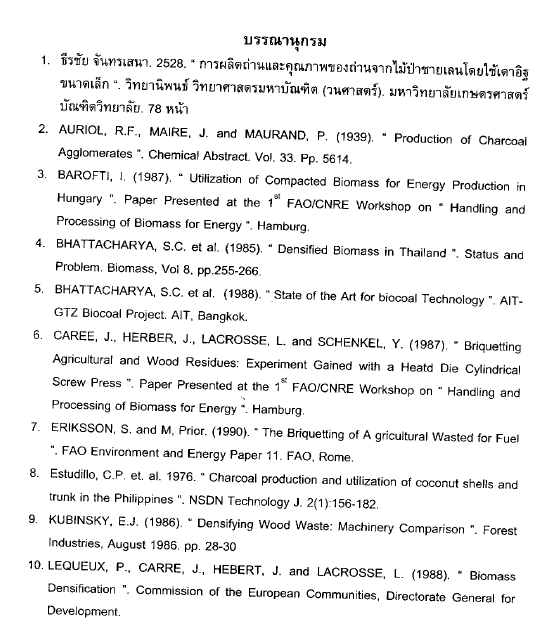 บรรณานุกรม
1. ธีรชัย จันทรเสนา. 2528. “ การผลิตถ่านและคุณภาพของถ่านจากไม้ป่าชายเลนโดยใช้เตาอิฐ
ขนาดเล็ก “. วิทยานิพนธ์ วิทยาศาสตรมหาบัณฑิต (วนศาสตร์). มหาวิทยาลัยเกษตรศาสตร์
บัณฑิตวิทยาลัย. 78 หน้า
2. AURIOL, R.F., MAIRE, J. and MAURAND, P. (1939). “ Production of Charcoal
Agglomerates ”. Chemical Abstract. Vol. 33. Pp. 5614.
3. BAROFTI, I. (1987). “ Utilization of Compacted Biomass for Energy Production in
Hungary ”. Paper Presented at the 1st FAO/CNRE Workshop on “ Handling and
Processing of Biomass for Energy ”. Hamburg.
4. BHATTACHARYA, S.C. et al. (1985). “ Densified Biomass in Thailand ”. Status and
Problem. Biomass, Vol 8, pp.255-266.
5. BHATTACHARYA, S.C. et al. (1988). “ State of the Art for biocoal Technology ”. AIT-
GTZ Biocoal Project. AIT, Bangkok.
6. CAREE, J., HERBER, J., LACROSSE, L. and SCHENKEL, Y. (1987). “ Briquetting
Agricultural and Wood Residues: Experiment Gained with a Heatd Die Cylindrical
Screw Press ”. Paper Presented at the 1st FAO/CNRE Workshop on “ Handling and
Processing of Biomass for Energy ”. Hamburg.
7. ERIKSSON, S. and M, Prior. (1990). “ The Briquetting of A gricultural Wasted for Fuel
”. FAO Environment and Energy Paper 11. FAO, Rome.
8. Estudillo, C.P. et. al. 1976. “ Charcoal production and utilization of coconut shells and
trunk in the Philippines ”. NSDN Technology J. 2(1):156-182.
9. KUBINSKY, E.J. (1986). “ Densifying Wood Waste: Machinery Comparison ”. Forest
Industries, August 1986. pp. 28-30
10. LEQUEUX, P., CARRE, J., HEBERT, J. and LACROSSE, L. (1988). “ Biomass
Densification ”. Commission of the European Communities, Directorate General for
Development.